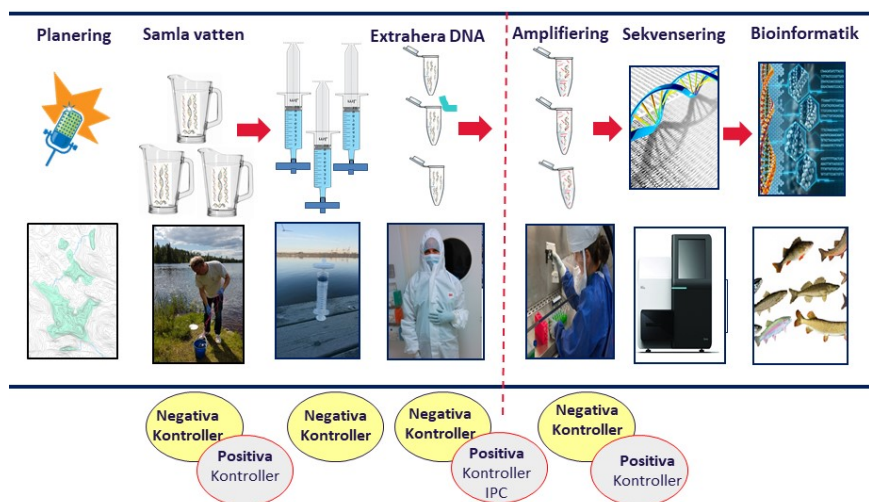 Planering
Samla vatten
Extrahera DNA
Amplifiering
Sekvensering
Bioinformatik
Negativa
Kontroller
Positiva
Kontroller
Negativa
Kontroller
Negativa
Kontroller
Positiva
Kontroller
IPC
Negativa
Kontroller
Positiva
Kontroller